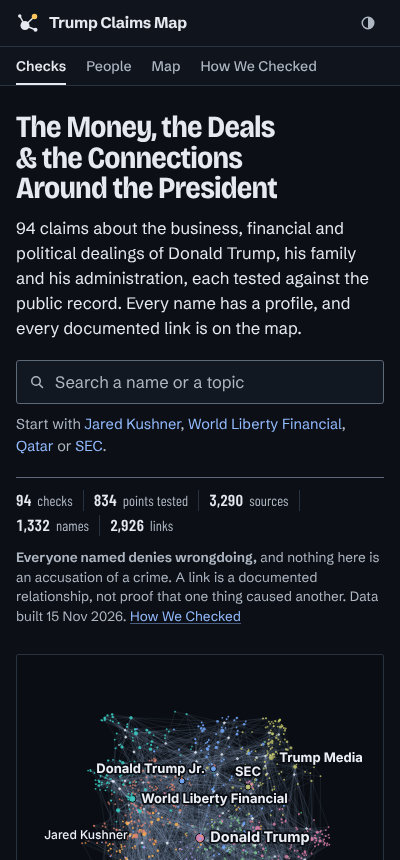 Trump Claims Map
Checks People Map How We Checked
The Money, the Deals
& the Connections
Around the President
94 claims about the business, financial and
political dealings of Donald Trump, his family
and his administration, each tested against the
public record. Every name has a profile, and
every documented link is on the map.
Search a name or a topic
Start with Jared Kushner, World Liberty Financial,
Qatar or SEC.
94 checks 834 points tested 3,290 sources
1,332 names 2,926 links
Everyone named denies wrongdoing, and nothing here is
an accusation of a crime. A link is a documented
relationship, not proof that one thing caused another. Data
built 15 Nov 2026. How We Checked
Trump Media
Donald Trump Jr. SEC
World Liberty Financial
Jared Kushner Donald Trump